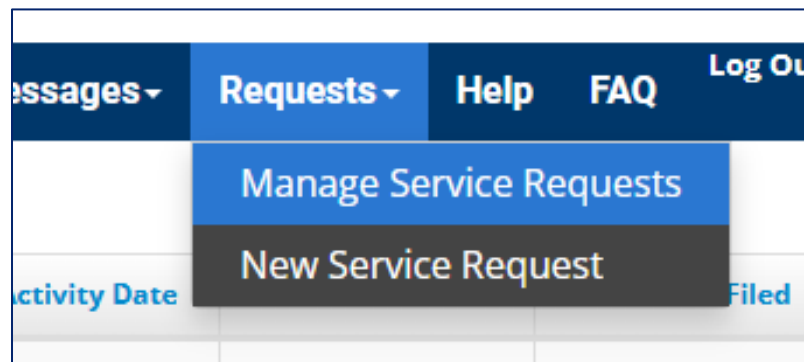 essages Requests Help FAQ Log Ou
Manage Service Requests
New Service Request
ctivity Date Filed